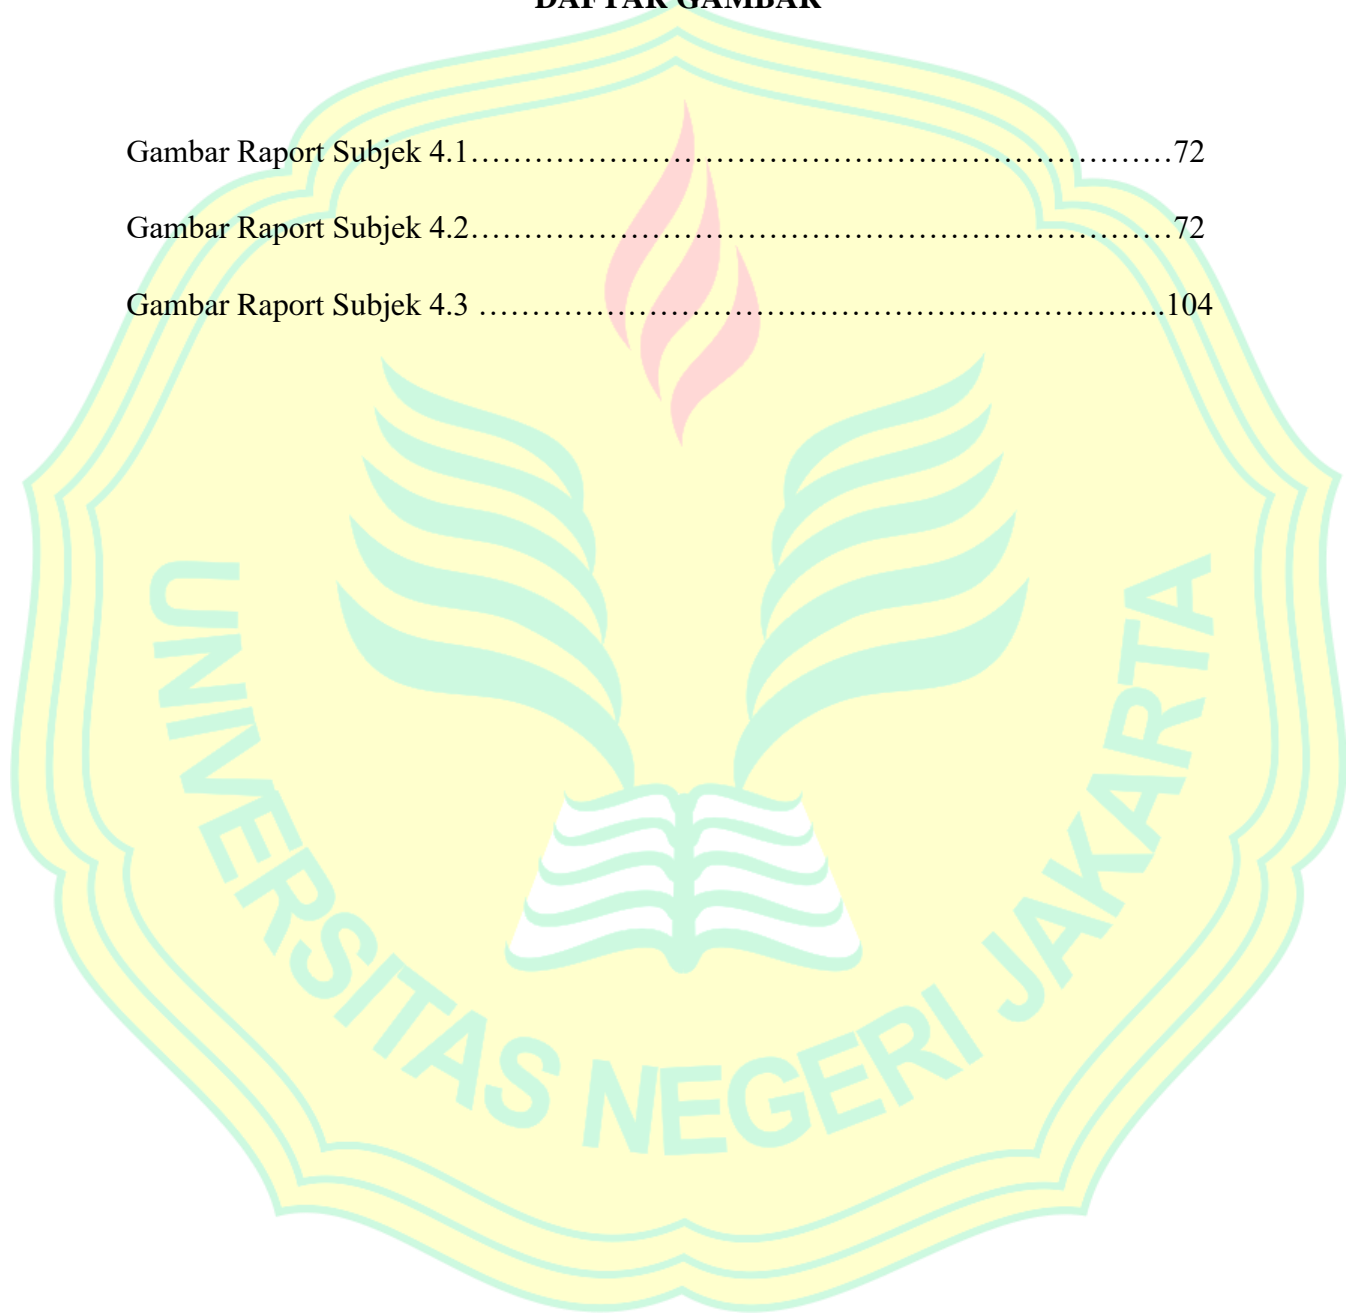 DAFTAR GAMBAR
Gambar Raport Subjek 4.1……………………………………………………………72
Gambar Raport Subjek 4.2……………………………………………………………72
Gambar Raport Subjek 4.3 …………………………………………………………..104
UNIVERSITAS NEGERI JAKARTA